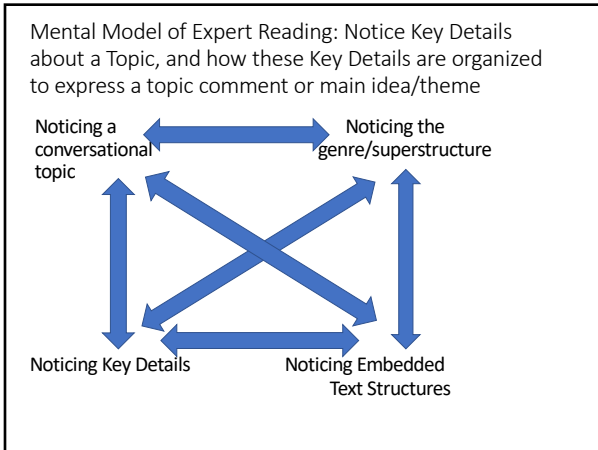 Mental Model of Expert Reading: Notice Key Details
about a Topic, and how these Key Details are organized
to express a topic comment or main idea/theme
Noticing a
conversational
topic
Noticing the
genre/superstructure
Noticing Key Details
Noticing Embedded
Text Structures